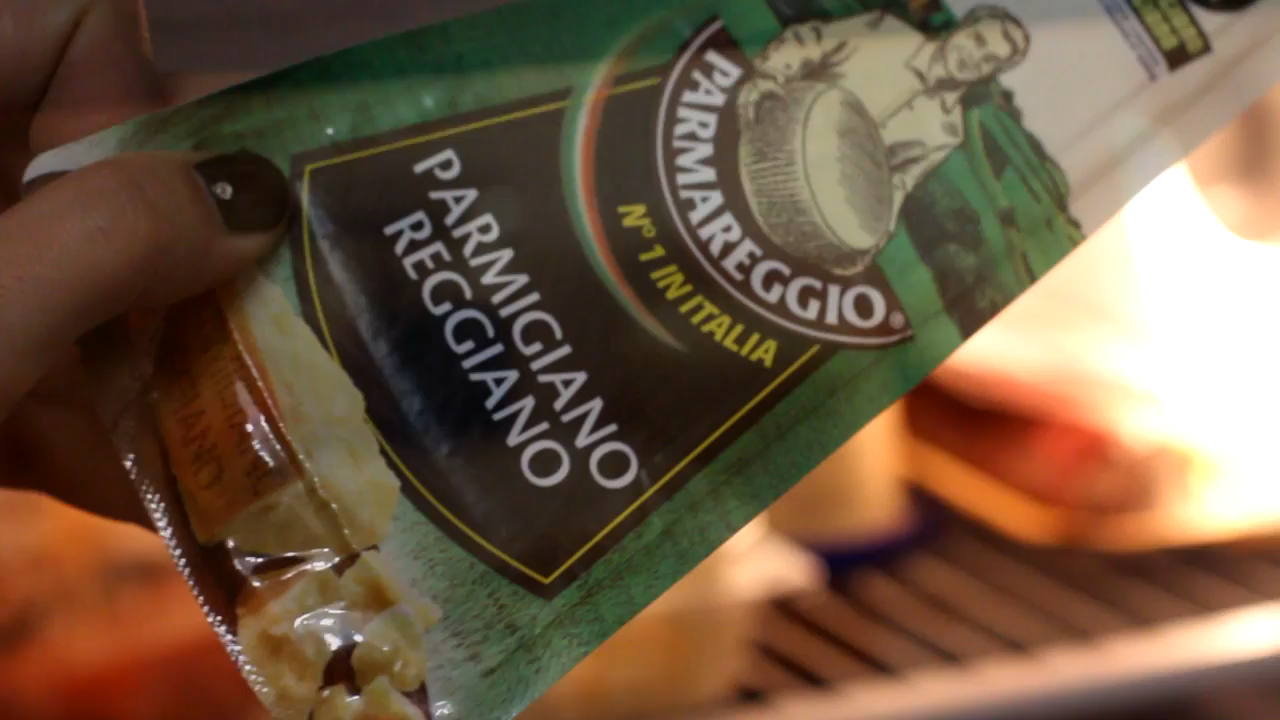 PARMAREGGIO®
N° 1 IN ITALIA
PARMIGIANO
REGGIANO